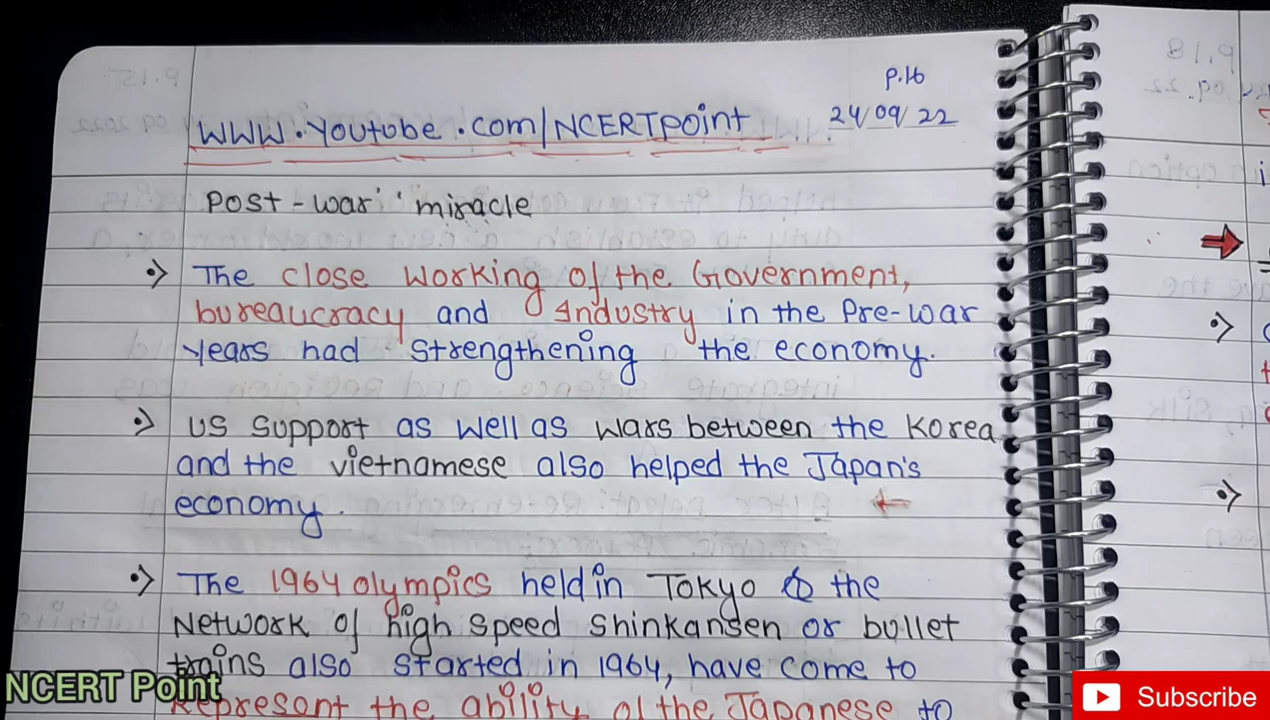 P.16
24/09/22
WWW.Youtube.com/NCERTpoint
Post-war 'miracle
The close working of the Government,
bureaucracy and Industry in the Pre-war
years had strengthening the economy.
US Support as well as wars between the Korea
and the vietnamese also helped the Japan's
economy.
The 1964 olympics held in Tokyo & the
Network of high speed Shinkansen or bullet
trains also started in 1964, have come to
represent the ability of the Japanese to
NCERT Point
Subscribe